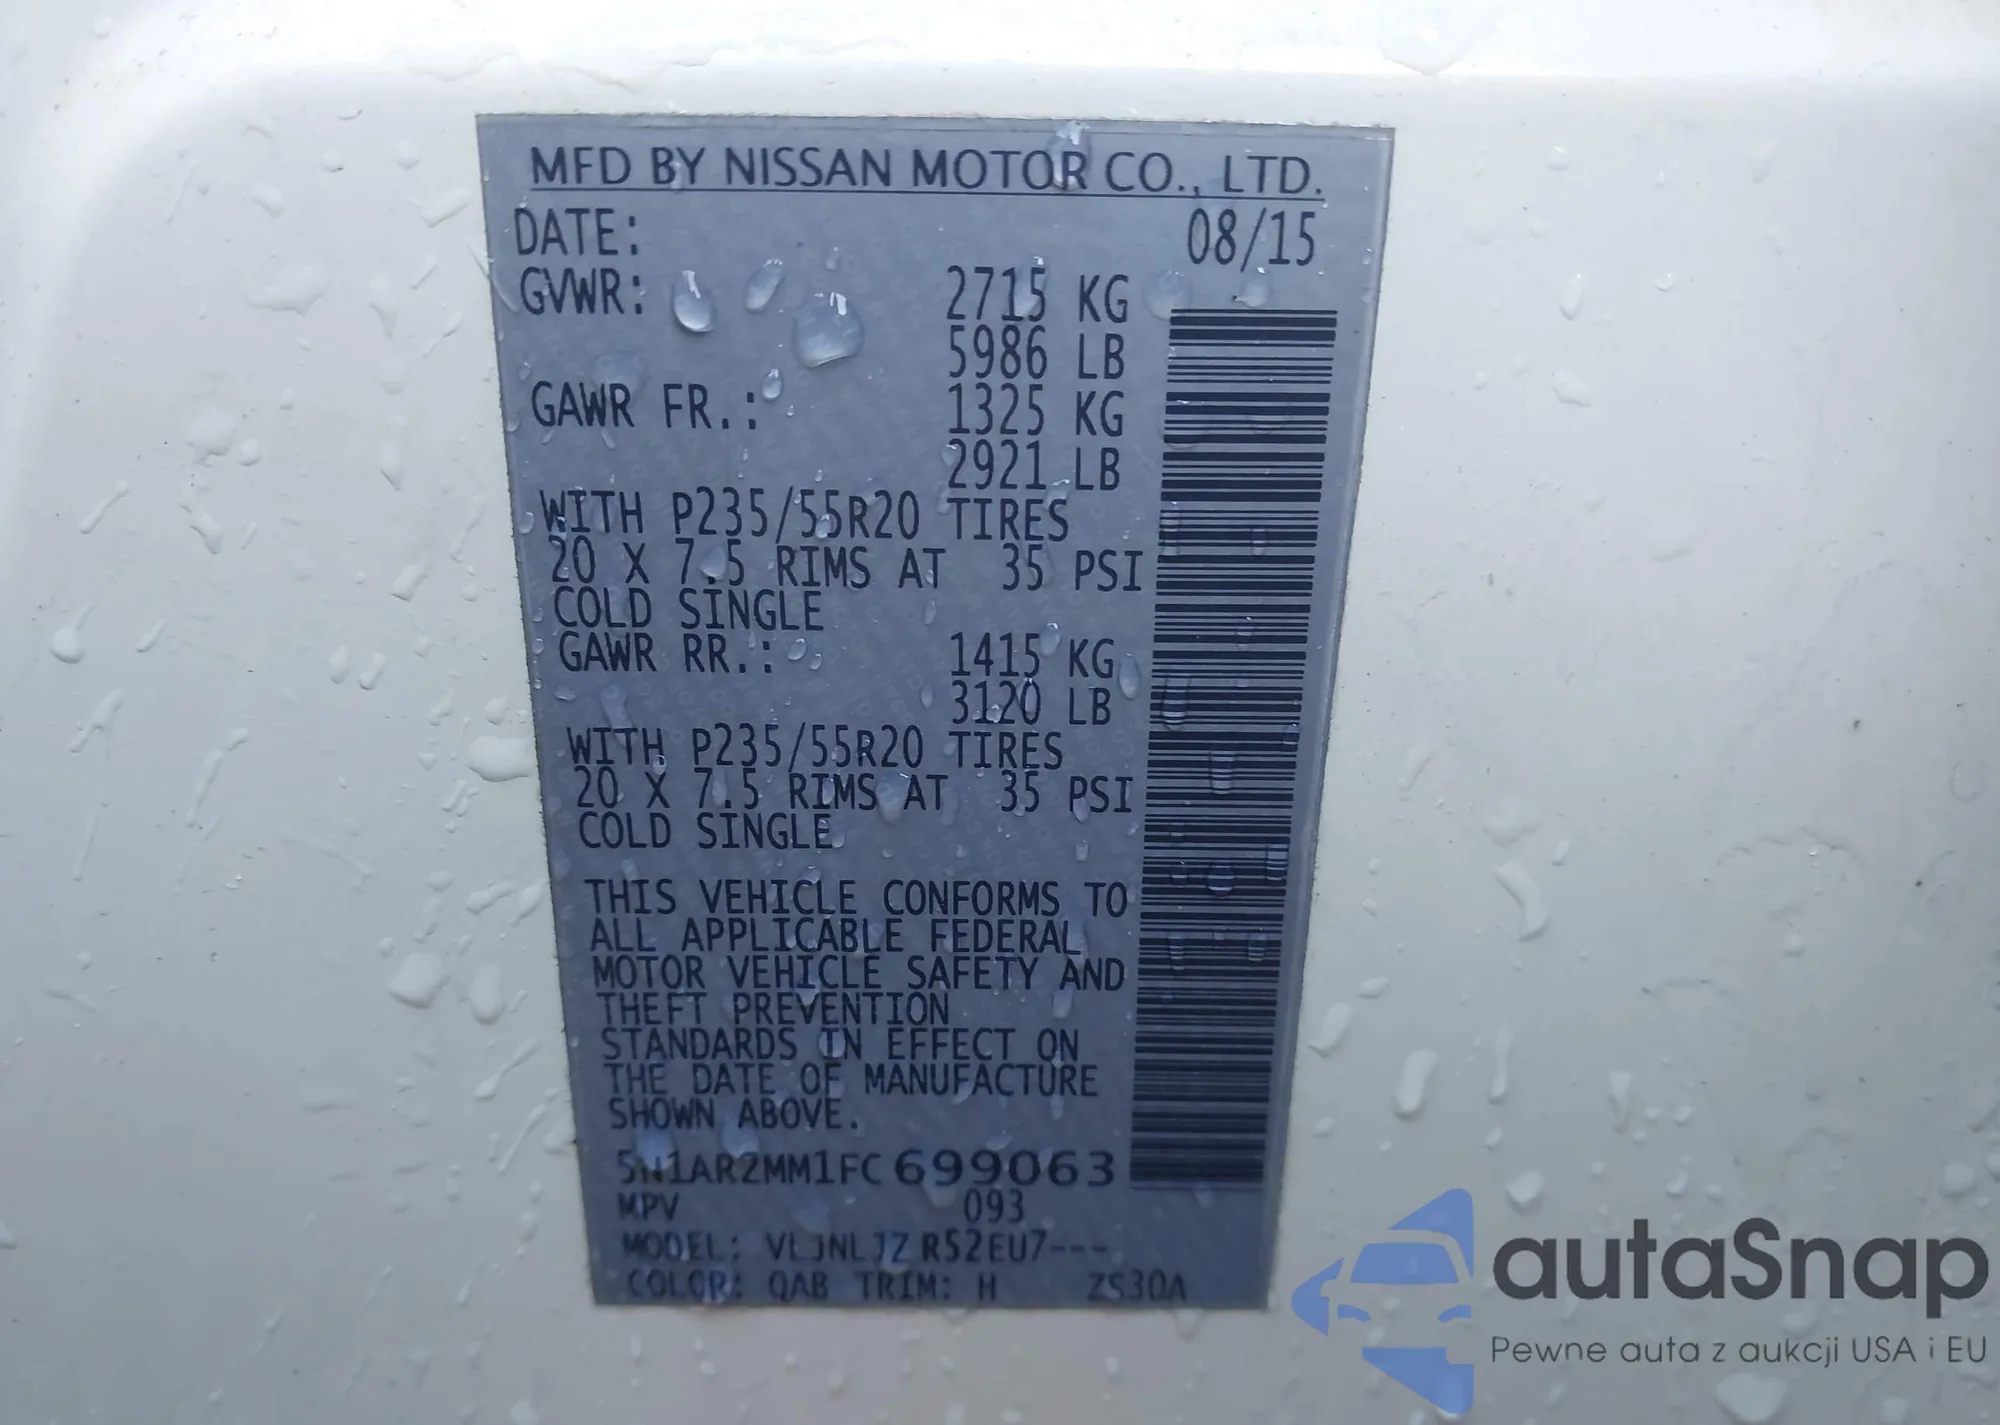 MFD BY NISSAN MOTOR CO., LTD.
DATE: 08/15
GVWR: 2715 KG
5986 LB
GAWR FR.: 1325 KG
2921 LB
WITH P235/55R20 TIRES
20 X 7.5 RIMS AT 35 PSI
COLD SINGLE
GAWR RR.: 1415 KG
3120 LB
WITH P235/55R20 TIRES
20 X 7.5 RIMS AT 35 PSI
COLD SINGLE
THIS VEHICLE CONFORMS TO
ALL APPLICABLE FEDERAL
MOTOR VEHICLE SAFETY AND
THEFT PREVENTION
STANDARDS IN EFFECT ON
THE DATE OF MANUFACTURE
SHOWN ABOVE.
5N1AR2MM1FC699063
MPV 093
MODEL: VLJNLJZ R52EU7---
COLOR: QAB TRIM: H ZS30A
autaSnap
Pewne auta z aukcji USA i EU